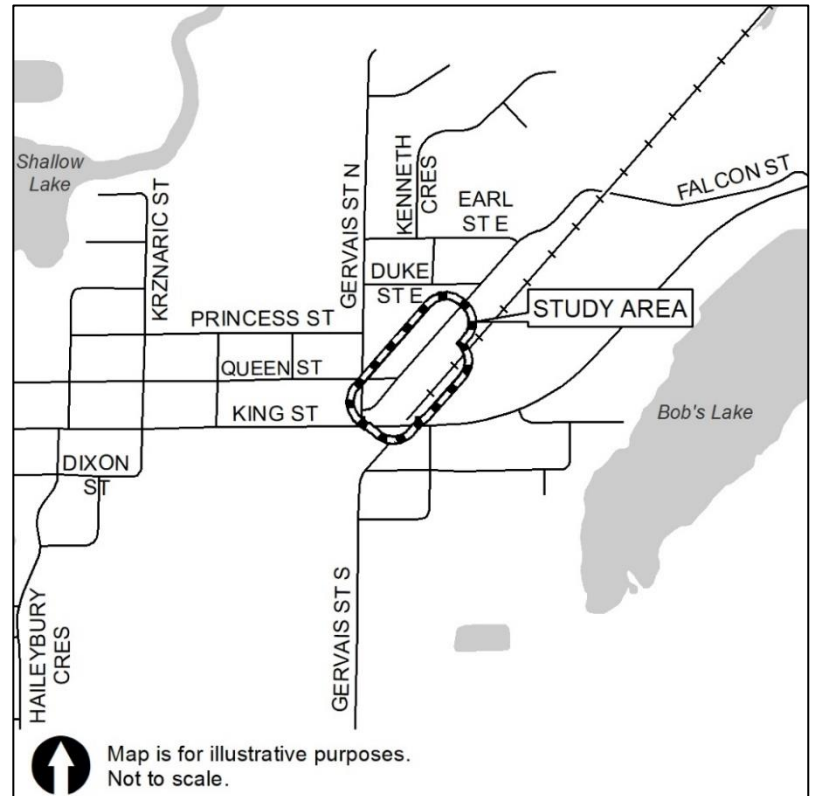 Shallow
Lake
KRZNARIC ST
GERVAIS ST N
KENNETH
CRES
EARL
ST E
FALCON ST
DUKE
ST E
STUDY AREA
PRINCESS ST
QUEEN ST
KING ST
Bob's Lake
DIXON
ST
HAILEYBURY
CRES
GERVAIS ST S
Map is for illustrative purposes.
Not to scale.